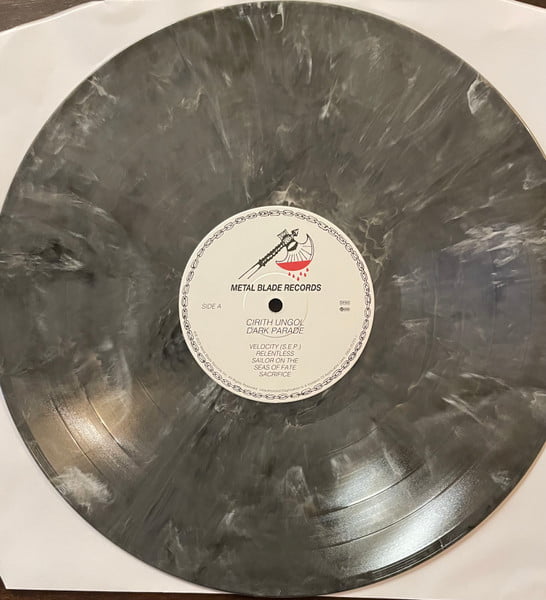 METAL BLADE RECORDS
SIDE A
CIRITH UNGOL
DARK PARADE
VELOCITY (S.E.P.)
RELENTLESS
SAILOR ON THE
SEAS OF FATE
SACRIFICE